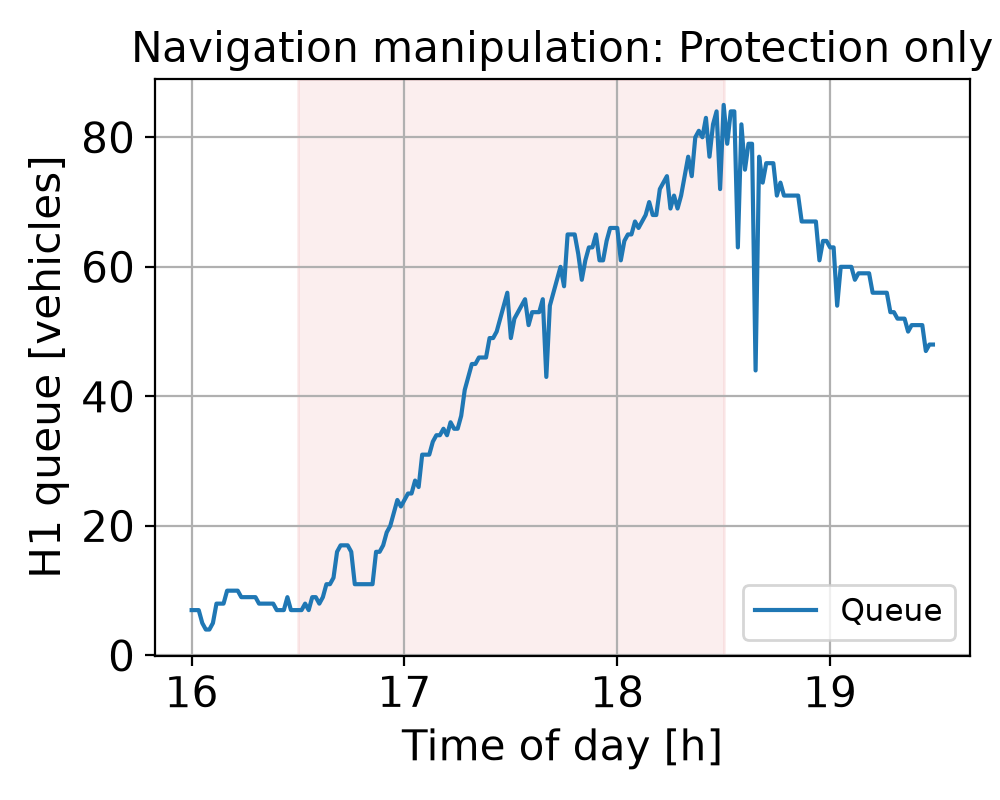 Navigation manipulation: Protection only
H1 queue [vehicles]
80
60
40
20
0
16
17
18
19
Time of day [h]
Queue